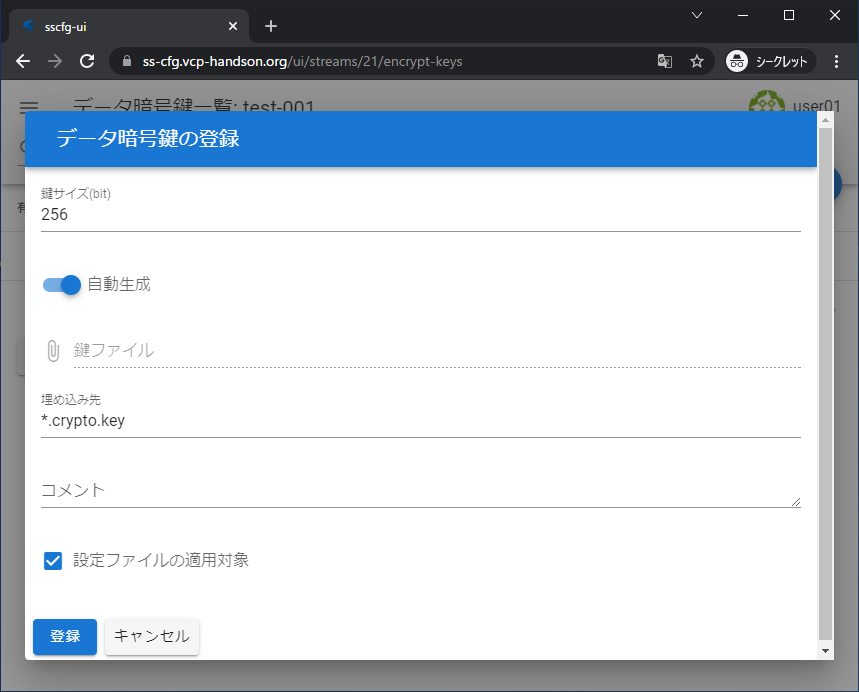 sscfg-ui
ss-cfg.vcp-handson.org/ui/streams/21/encrypt-keys
シークレット
データ暗号鍵一覧: test-001
user01
データ暗号鍵の登録
有
鍵サイズ(bit)
256
自動生成
鍵ファイル
埋め込み先
*.crypto.key
コメント
設定ファイルの適用対象
登録
キャンセル